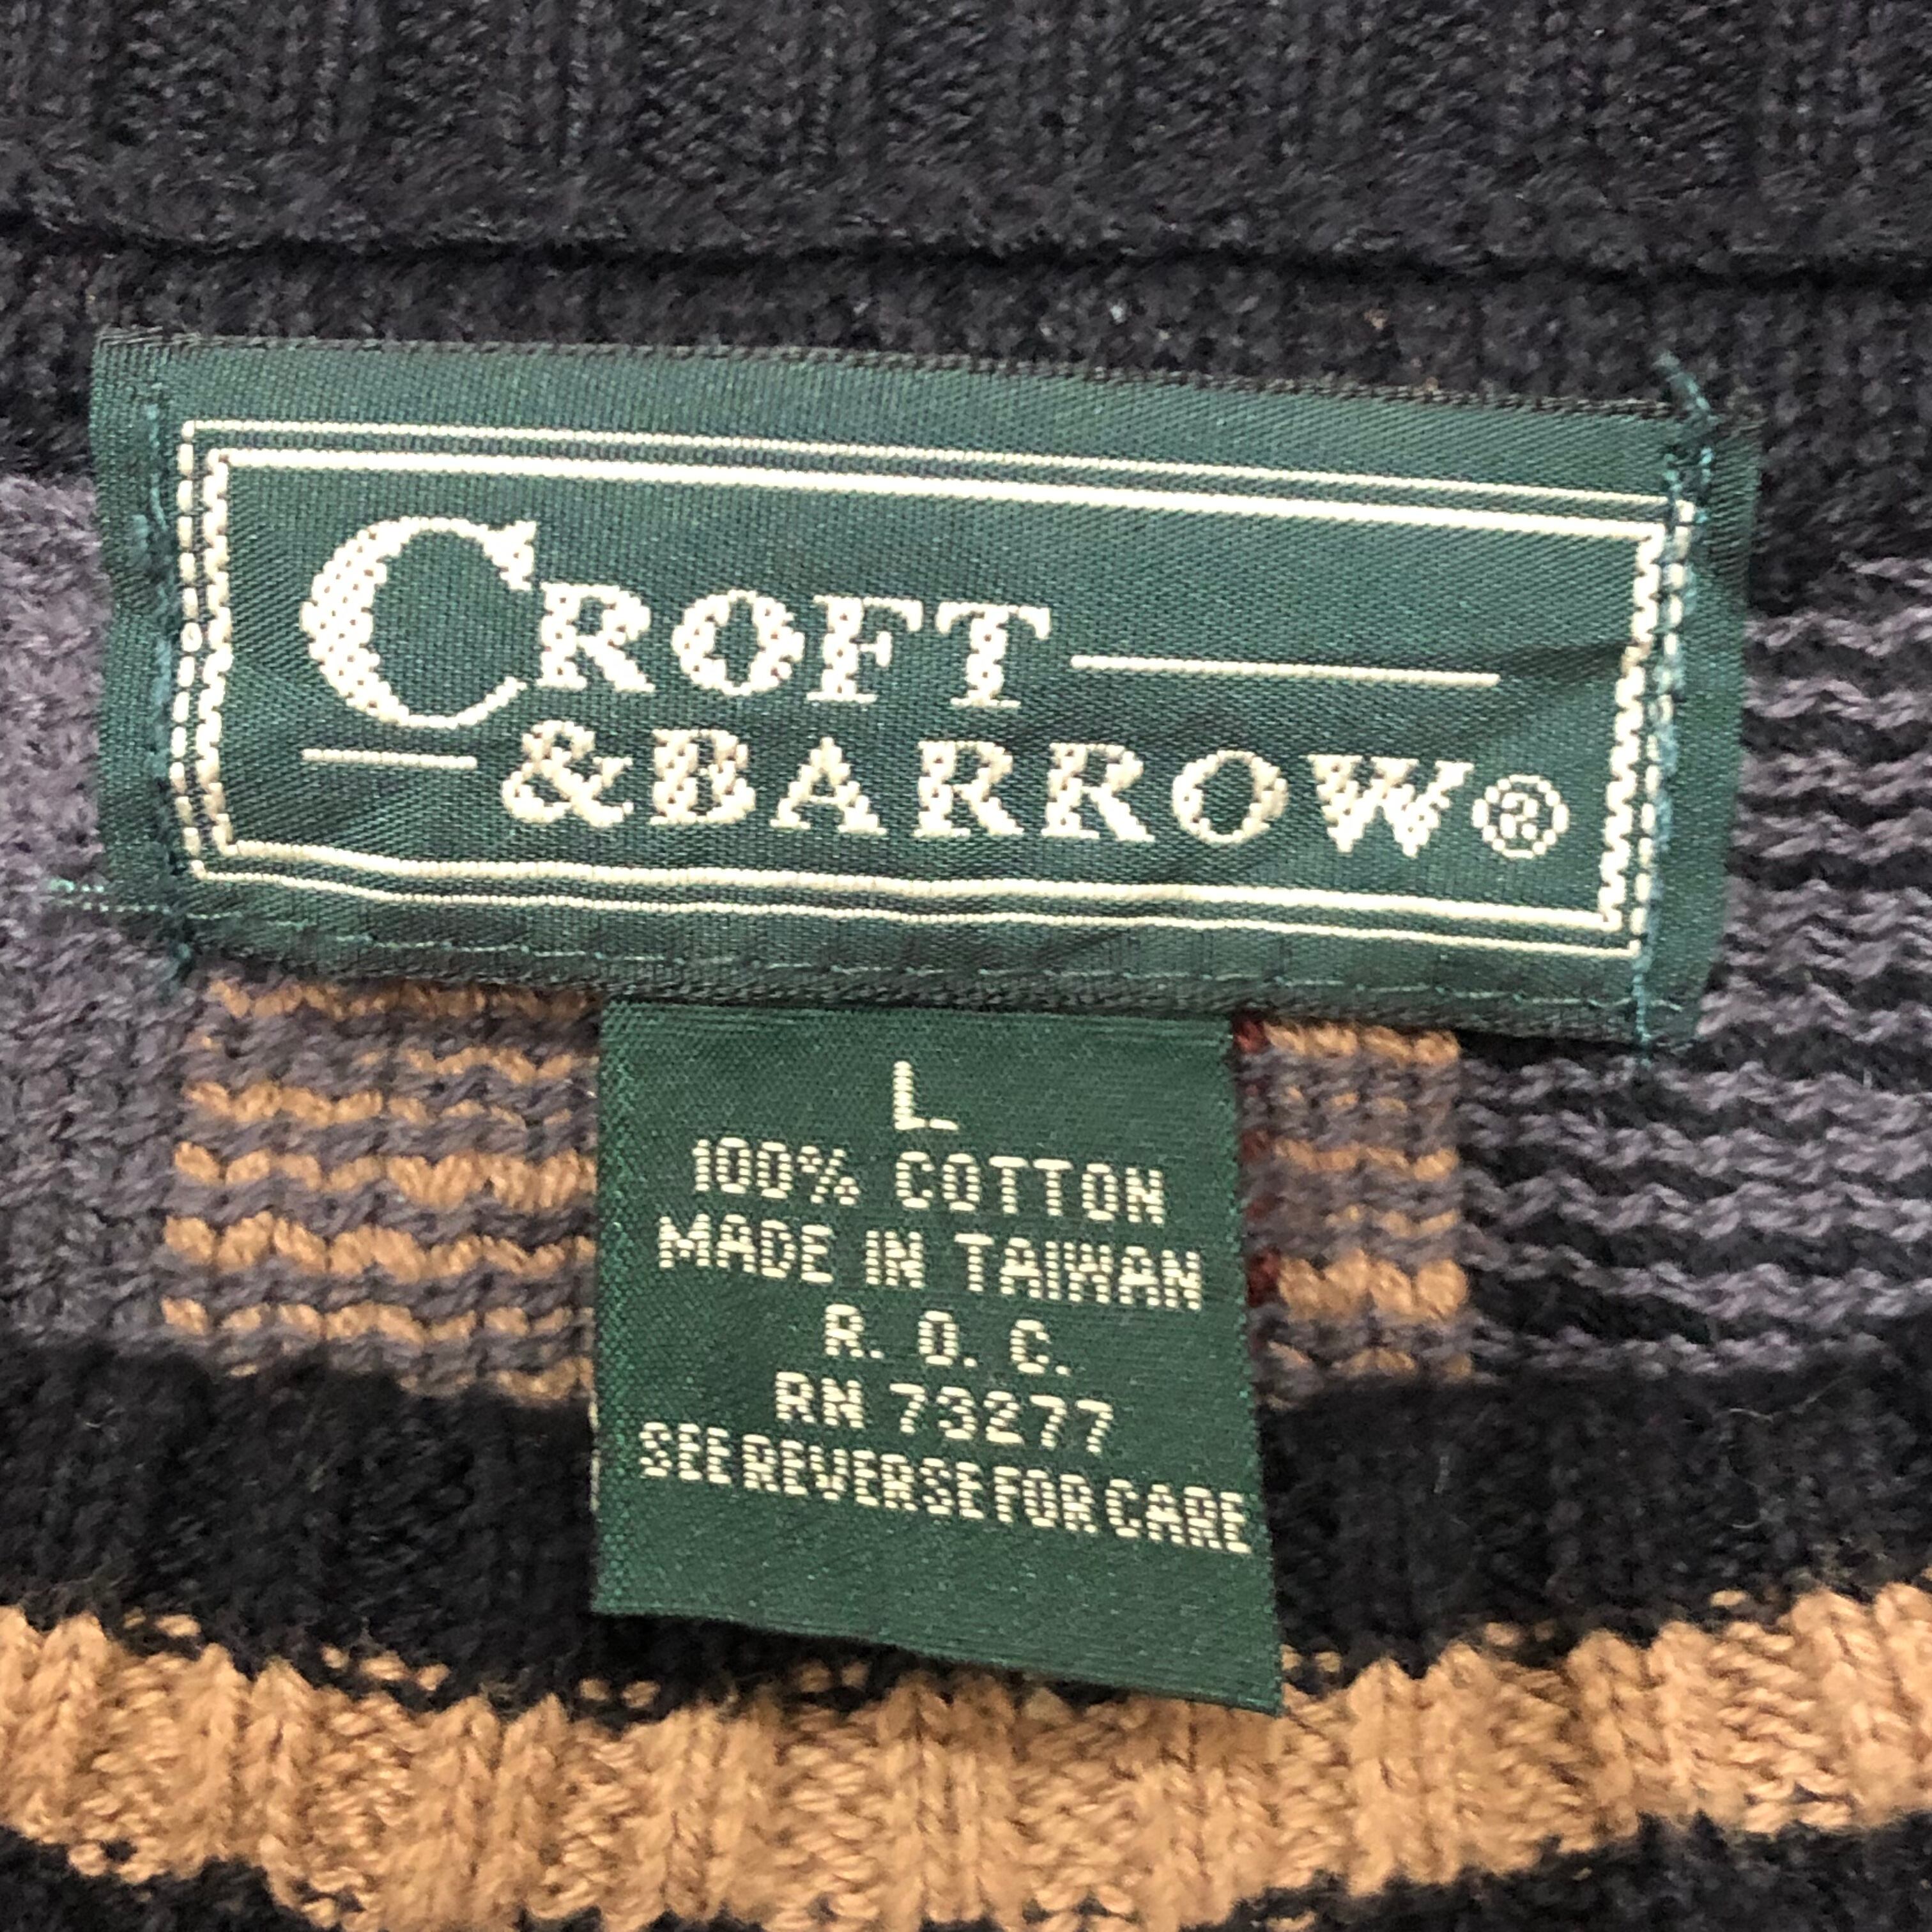 CROFT
&BARROW®
L
100% COTTON
MADE IN TAIWAN
R. O. C.
RN 73277
SEE REVERSE FOR CARE